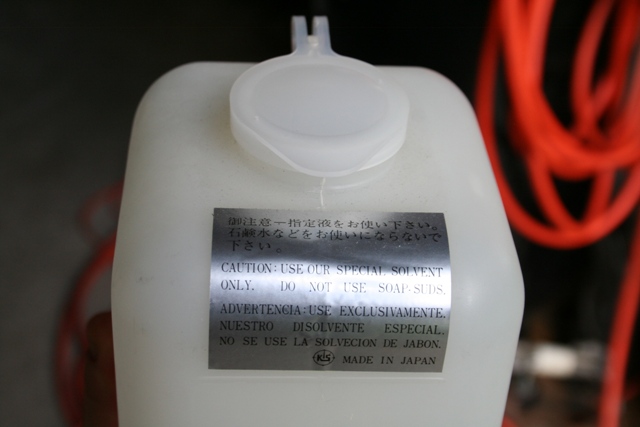 御注意ー指定液をお使い下さい。
石鹸水などをお使いにならないで
下さい。
CAUTION: USE OUR SPECIAL SOLVENT
ONLY. DO NOT USE SOAP-SUDS.
ADVERTENCIA: USE EXCLUSIVAMENTE.
NUESTRO DISOLVENTE ESPECIAL.
NO SE USE LA SOLVECION DE JABON.
KLS MADE IN JAPAN